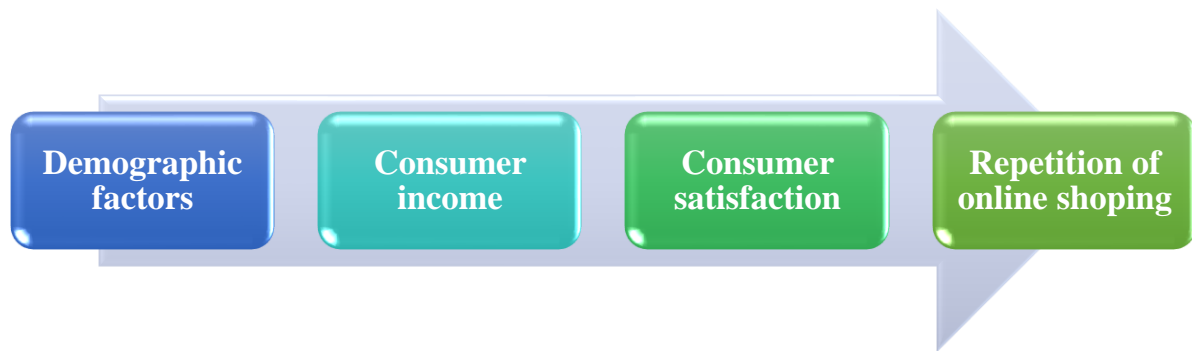 Demographic
factors
Consumer
income
Consumer
satisfaction
Repetition of
online shoping